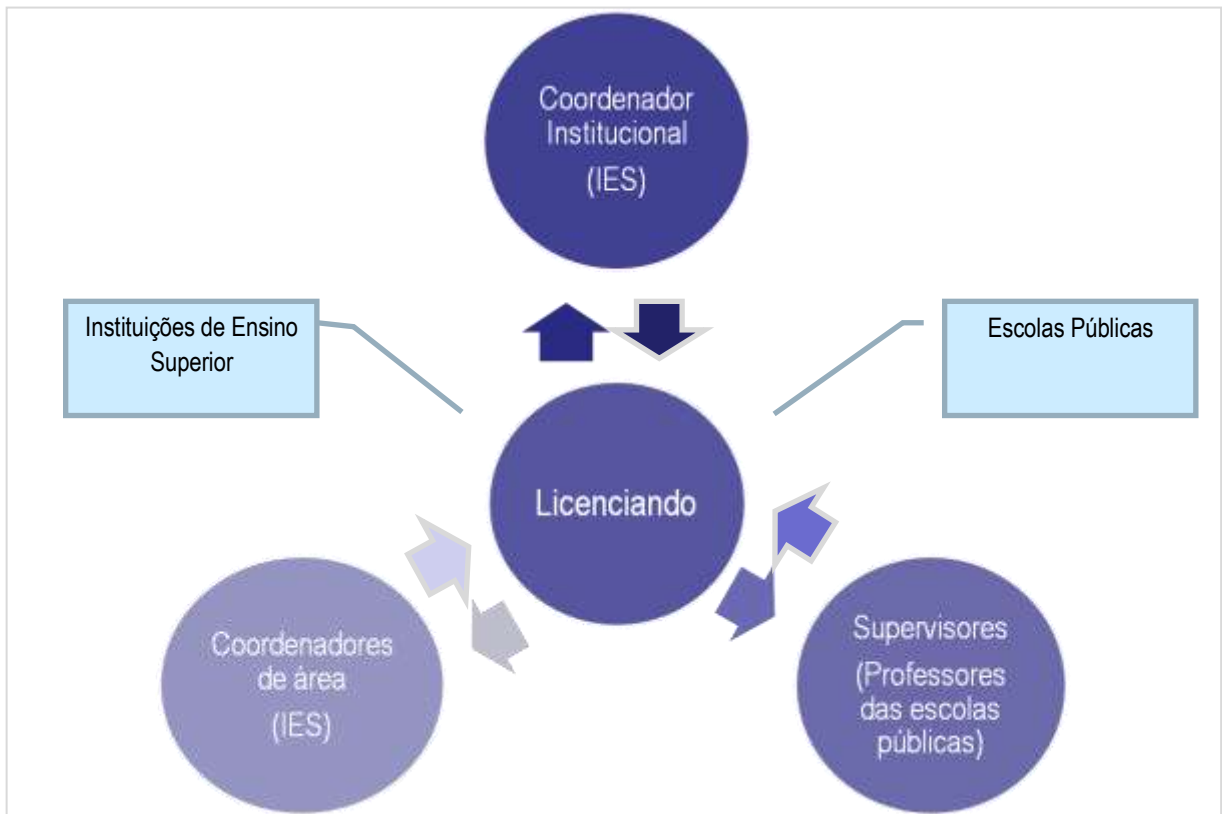 Coordenador
Institucional
(IES)
Instituições de Ensino
Superior
Escolas Públicas
Licenciando
Coordenadores
de área
(IES)
Supervisores
(Professores
das escolas
públicas)